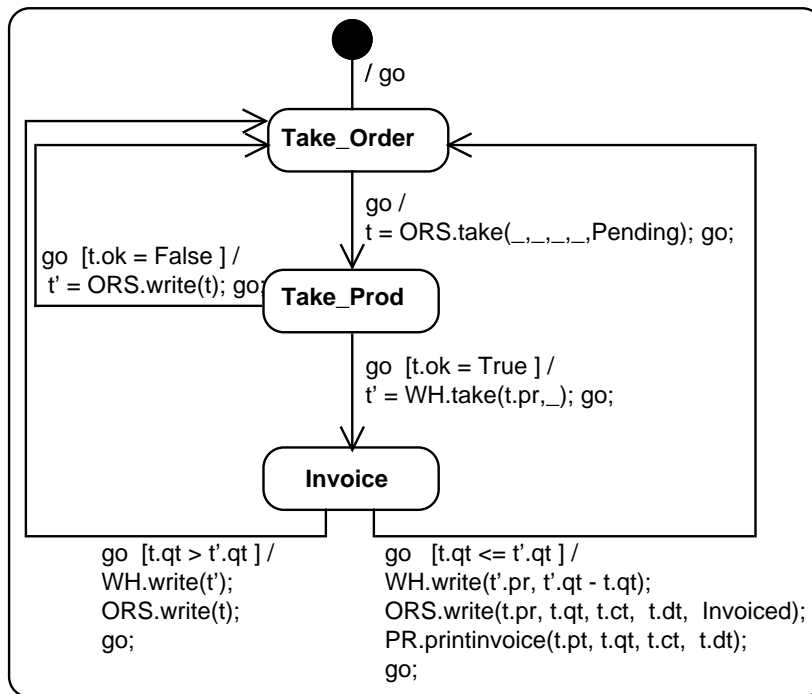 / go
Take_Order
go /
t = ORS.take(_,_,_,_,Pending); go;
go [t.ok = False ] /
t' = ORS.write(t); go;
Take_Prod
go [t.ok = True ] /
t' = WH.take(t.pr,_); go;
Invoice
go [t.qt > t'.qt ] /
WH.write(t');
ORS.write(t);
go;
go [t.qt <= t'.qt ] /
WH.write(t'.pr, t'.qt - t.qt);
ORS.write(t.pr, t.qt, t.ct, t.dt, Invoiced);
PR.printinvoice(t.pt, t.qt, t.ct, t.dt);
go;